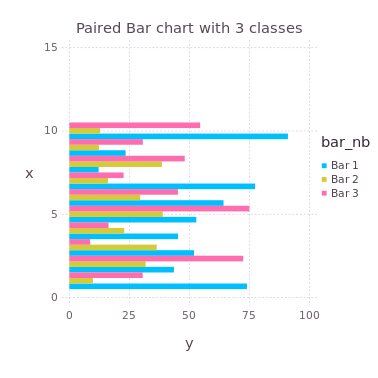 Paired Bar chart with 3 classes
15
10
5
0
x
0 25 50 75 100
y
bar_nb
Bar 1
Bar 2
Bar 3